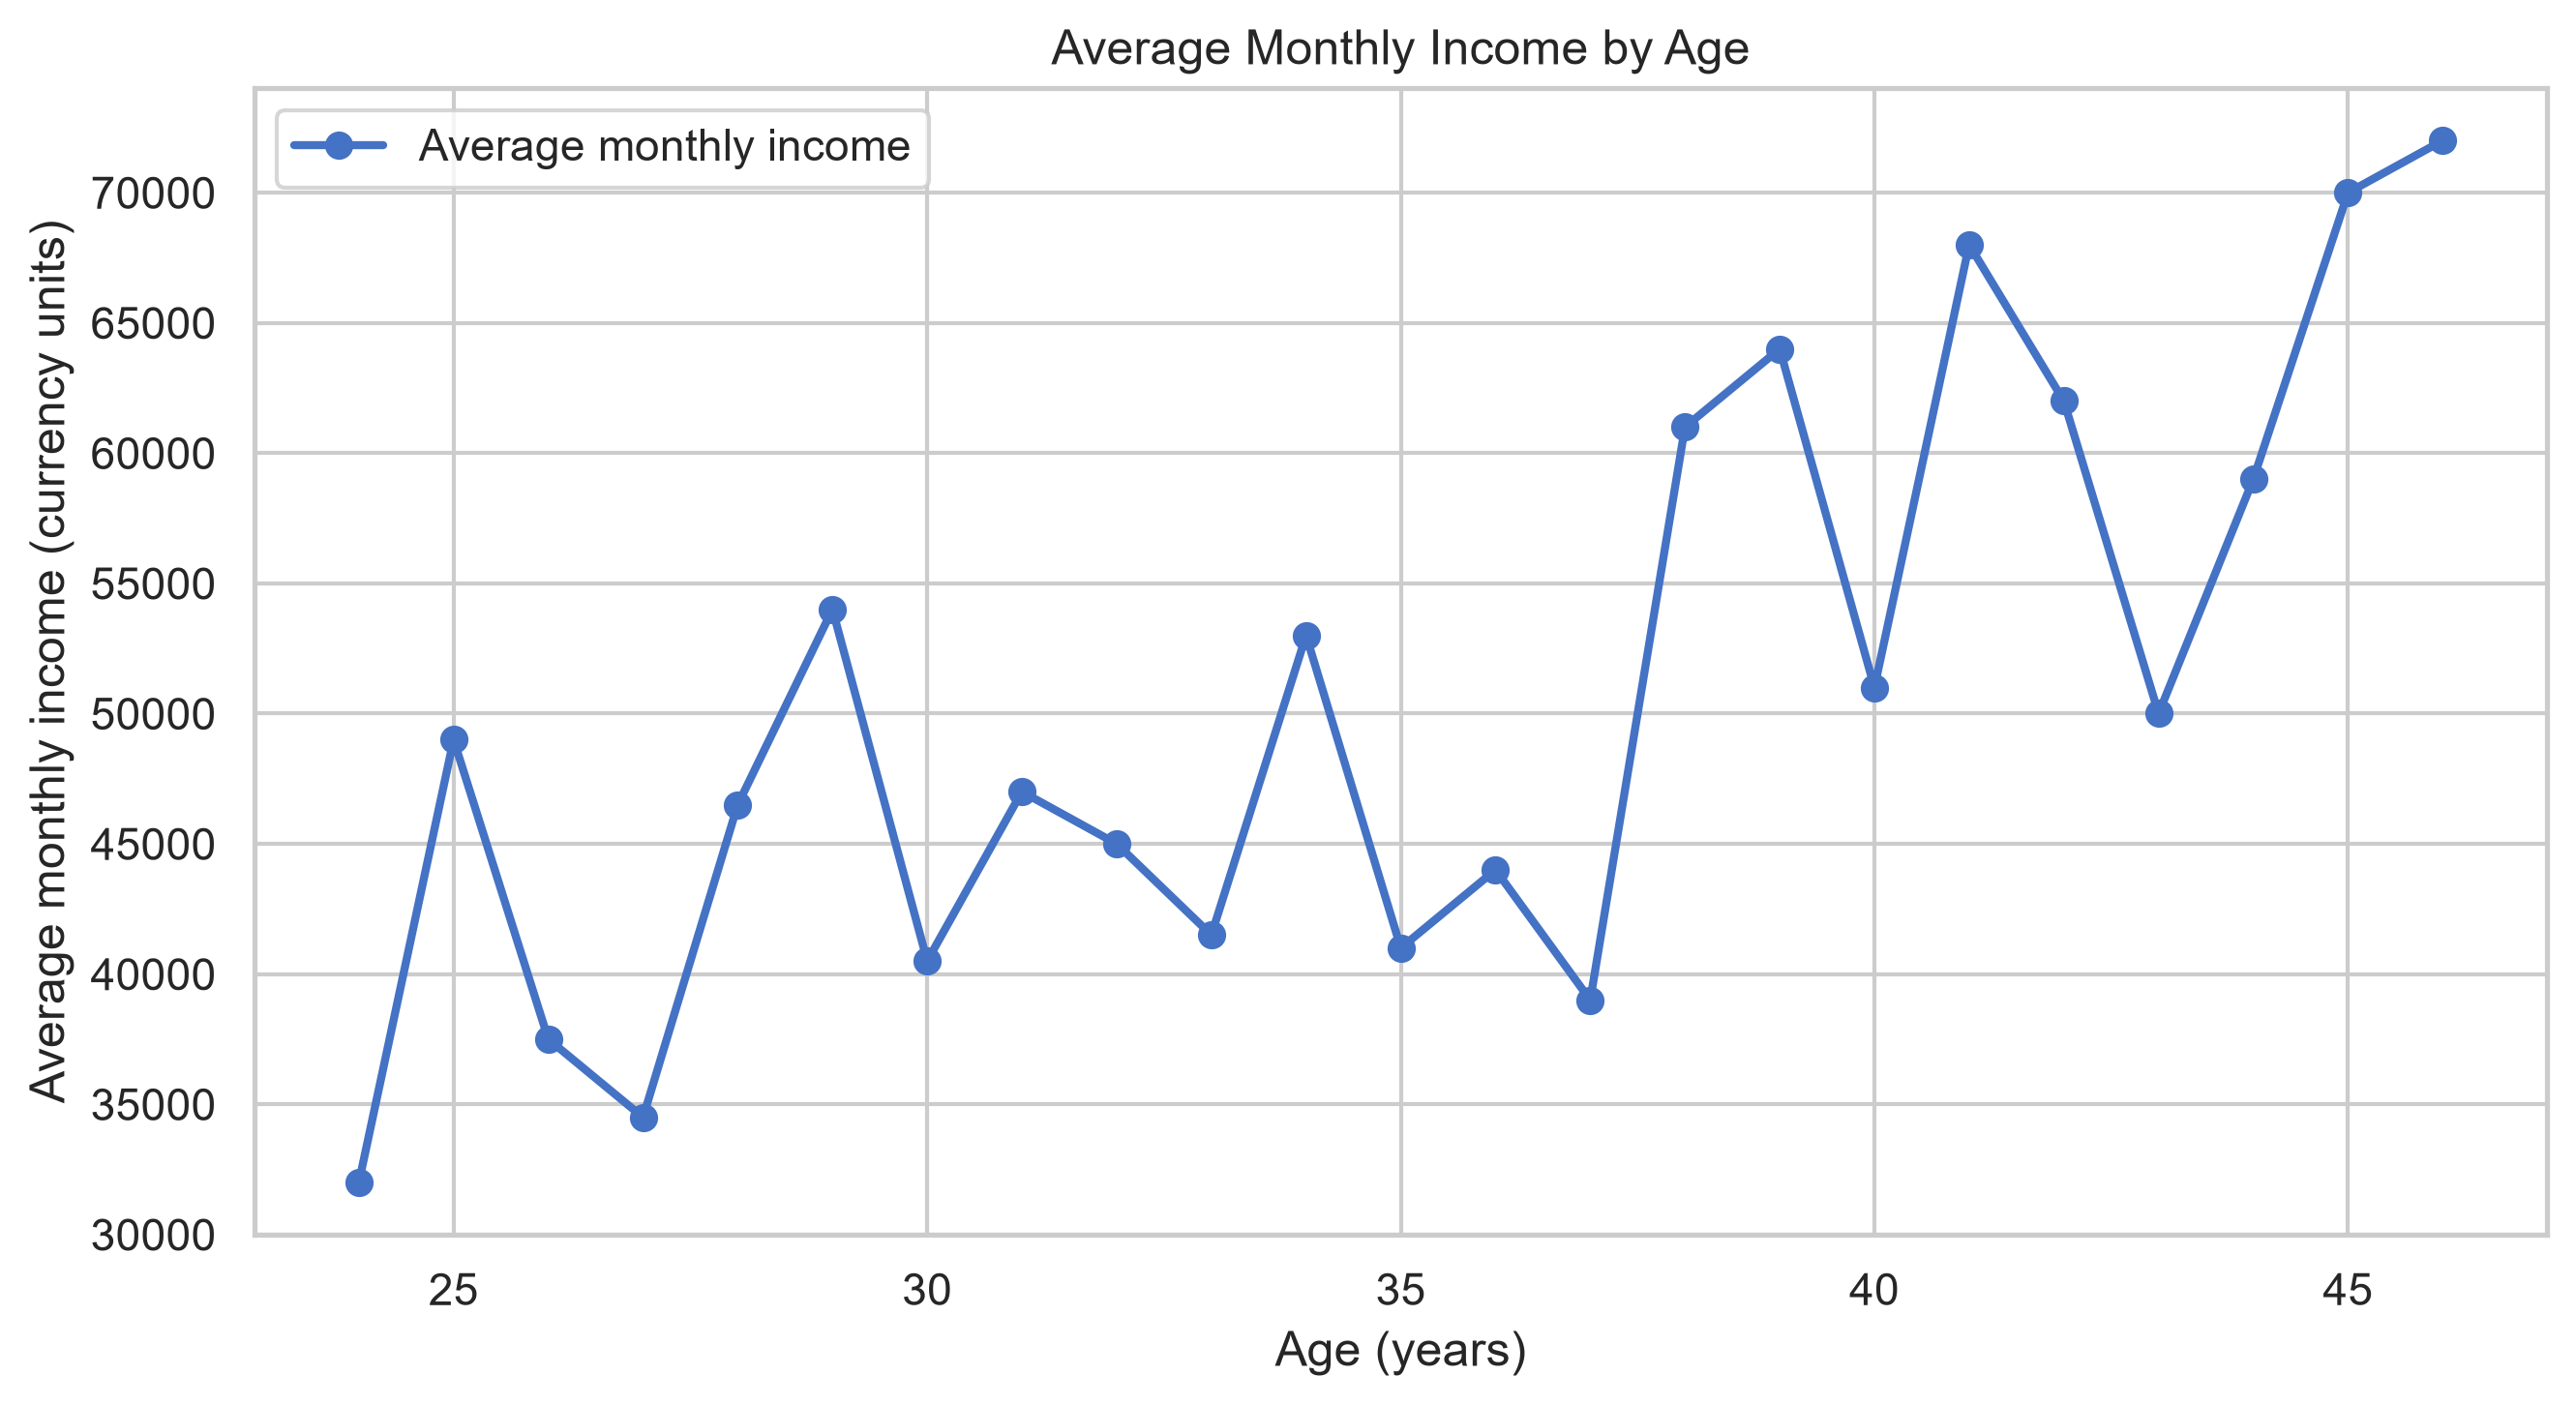 Average Monthly Income by Age
Average monthly income
Average monthly income (currency units)
70000
65000
60000
55000
50000
45000
40000
35000
30000
25 30 35 40 45
Age (years)